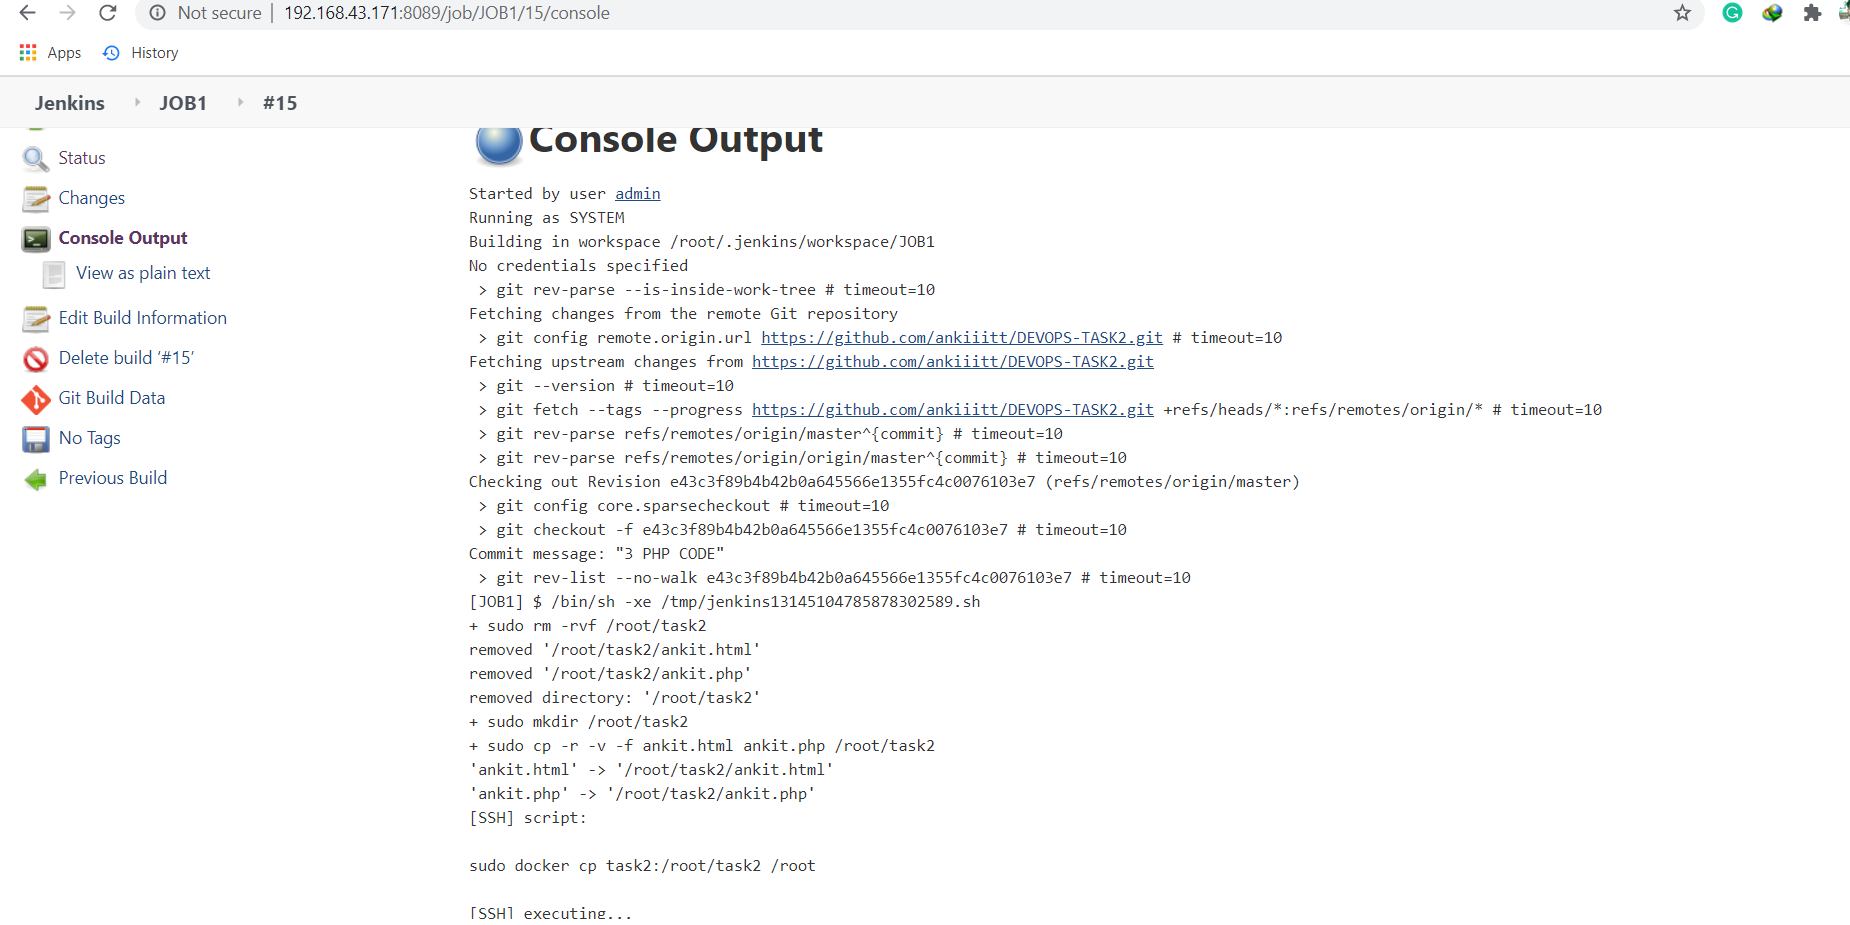 Not secure | 192.168.43.171:8089/job/JOB1/15/console
Apps History
Jenkins JOB1 #15
Status
Changes
Console Output
View as plain text
Edit Build Information
Delete build '#15'
Git Build Data
No Tags
Previous Build
Console Output
Started by user admin
Running as SYSTEM
Building in workspace /root/.jenkins/workspace/JOB1
No credentials specified
> git rev-parse --is-inside-work-tree # timeout=10
Fetching changes from the remote Git repository
> git config remote.origin.url https://github.com/ankiiitt/DEVOPS-TASK2.git # timeout=10
Fetching upstream changes from https://github.com/ankiiitt/DEVOPS-TASK2.git
> git --version # timeout=10
> git fetch --tags --progress https://github.com/ankiiitt/DEVOPS-TASK2.git +refs/heads/*:refs/remotes/origin/* # timeout=10
> git rev-parse refs/remotes/origin/master^{commit} # timeout=10
> git rev-parse refs/remotes/origin/origin/master^{commit} # timeout=10
Checking out Revision e43c3f89b4b42b0a645566e1355fc4c0076103e7 (refs/remotes/origin/master)
> git config core.sparsecheckout # timeout=10
> git checkout -f e43c3f89b4b42b0a645566e1355fc4c0076103e7 # timeout=10
Commit message: "3 PHP CODE"
> git rev-list --no-walk e43c3f89b4b42b0a645566e1355fc4c0076103e7 # timeout=10
[JOB1] $ /bin/sh -xe /tmp/jenkins13145104785878302589.sh
+ sudo rm -rvf /root/task2
removed '/root/task2/ankit.html'
removed '/root/task2/ankit.php'
removed directory: '/root/task2'
+ sudo mkdir /root/task2
+ sudo cp -r -v -f ankit.html ankit.php /root/task2
'ankit.html' -> '/root/task2/ankit.html'
'ankit.php' -> '/root/task2/ankit.php'
[SSH] script:
sudo docker cp task2:/root/task2 /root
[SSH] executing...